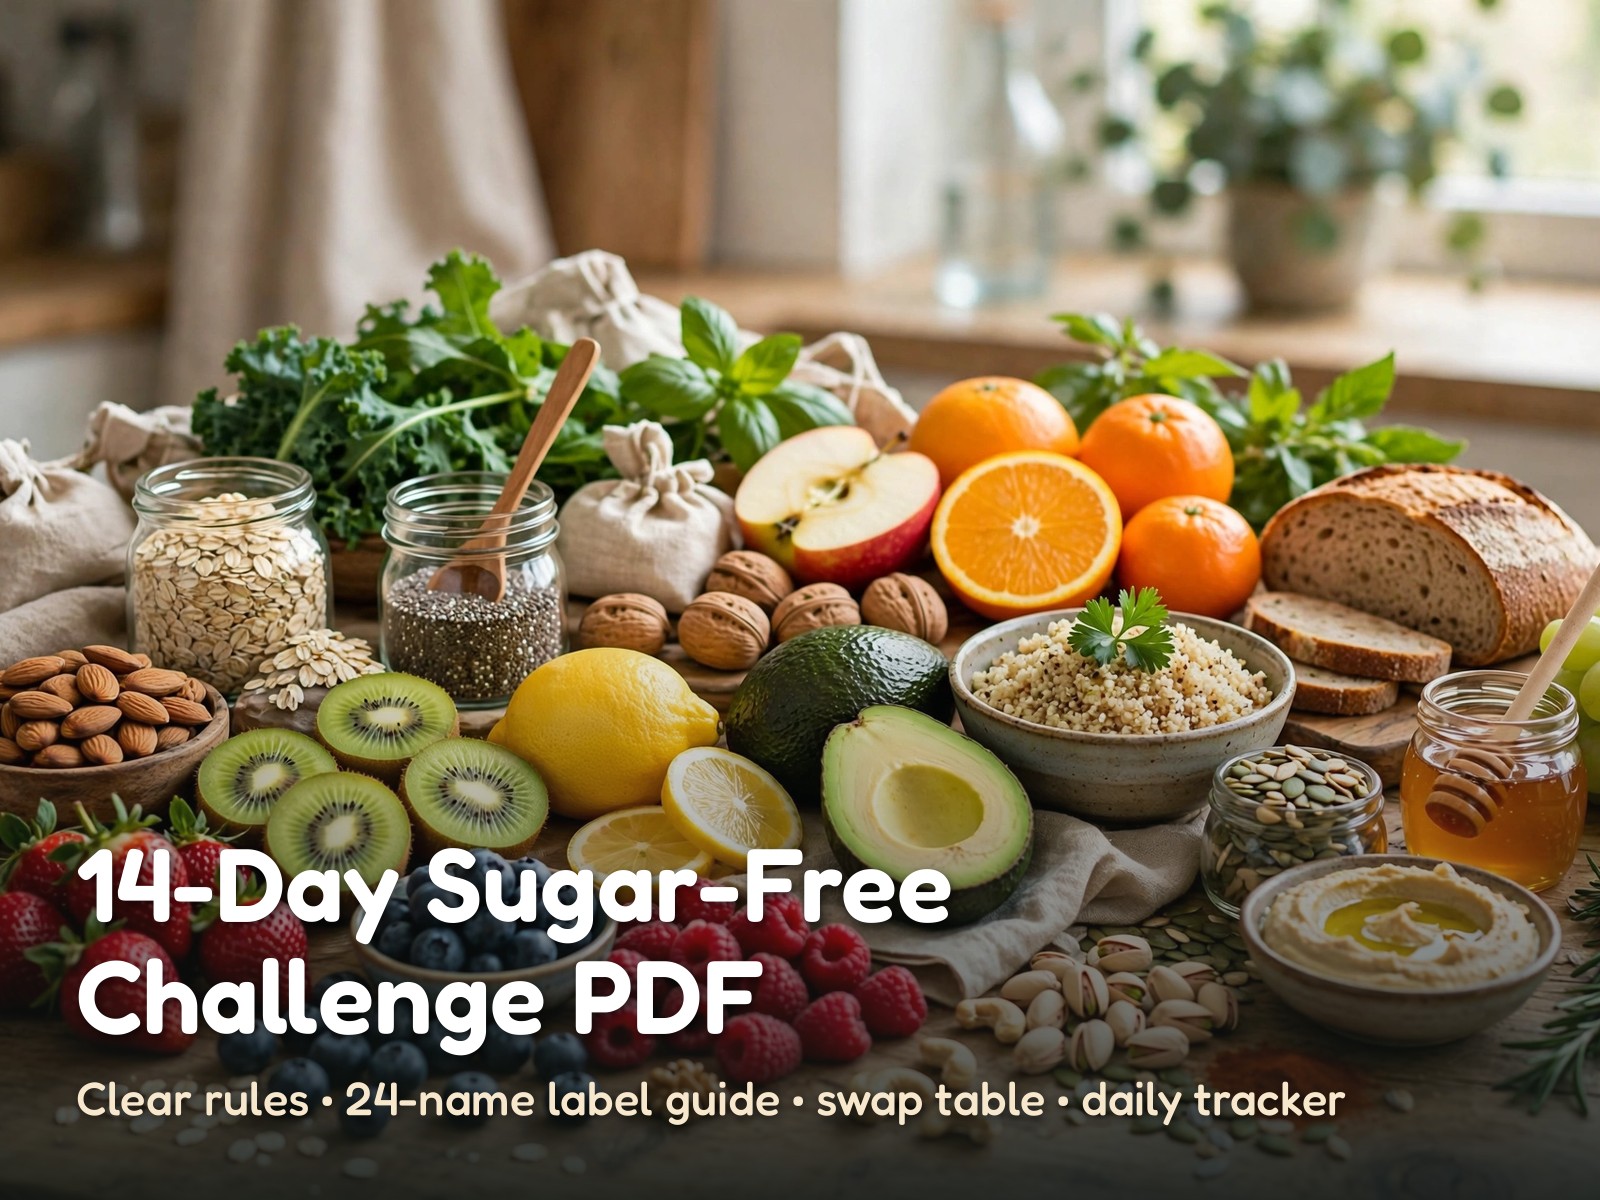 14-Day Sugar-Free
Challenge PDF
Clear rules • 24-name label guide • swap table • daily tracker